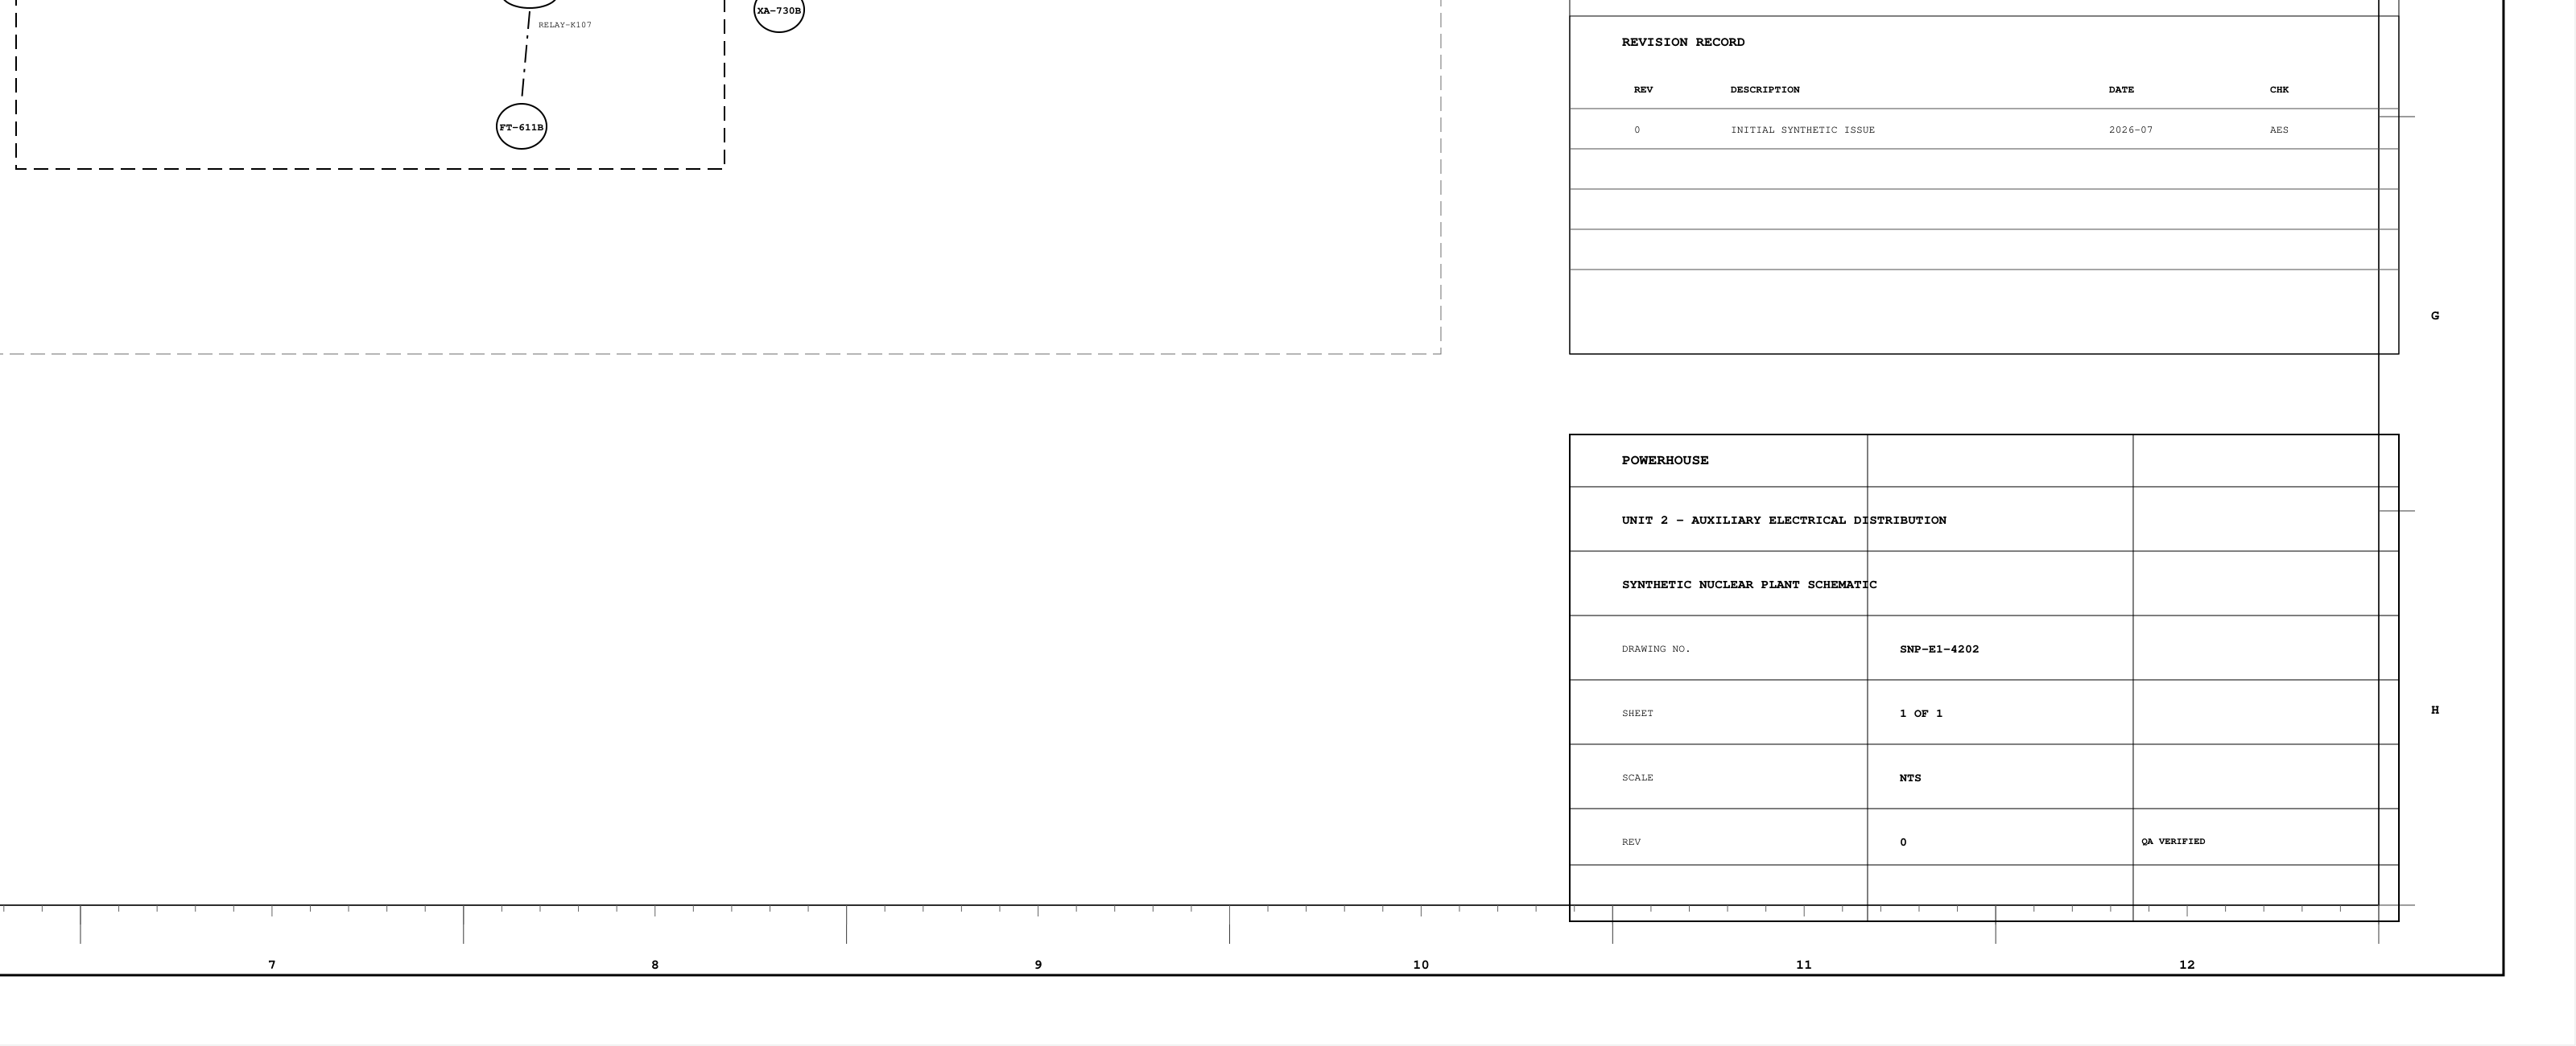 XA-730B
RELAY-K107
FT-611B
REVISION RECORD
REV DESCRIPTION DATE CHK
0 INITIAL SYNTHETIC ISSUE 2026-07 AES
G
POWERHOUSE
UNIT 2 - AUXILIARY ELECTRICAL DISTRIBUTION
SYNTHETIC NUCLEAR PLANT SCHEMATIC
DRAWING NO. SNP-E1-4202
SHEET 1 OF 1
H
SCALE NTS
REV 0 QA VERIFIED
7 8 9 10 11 12